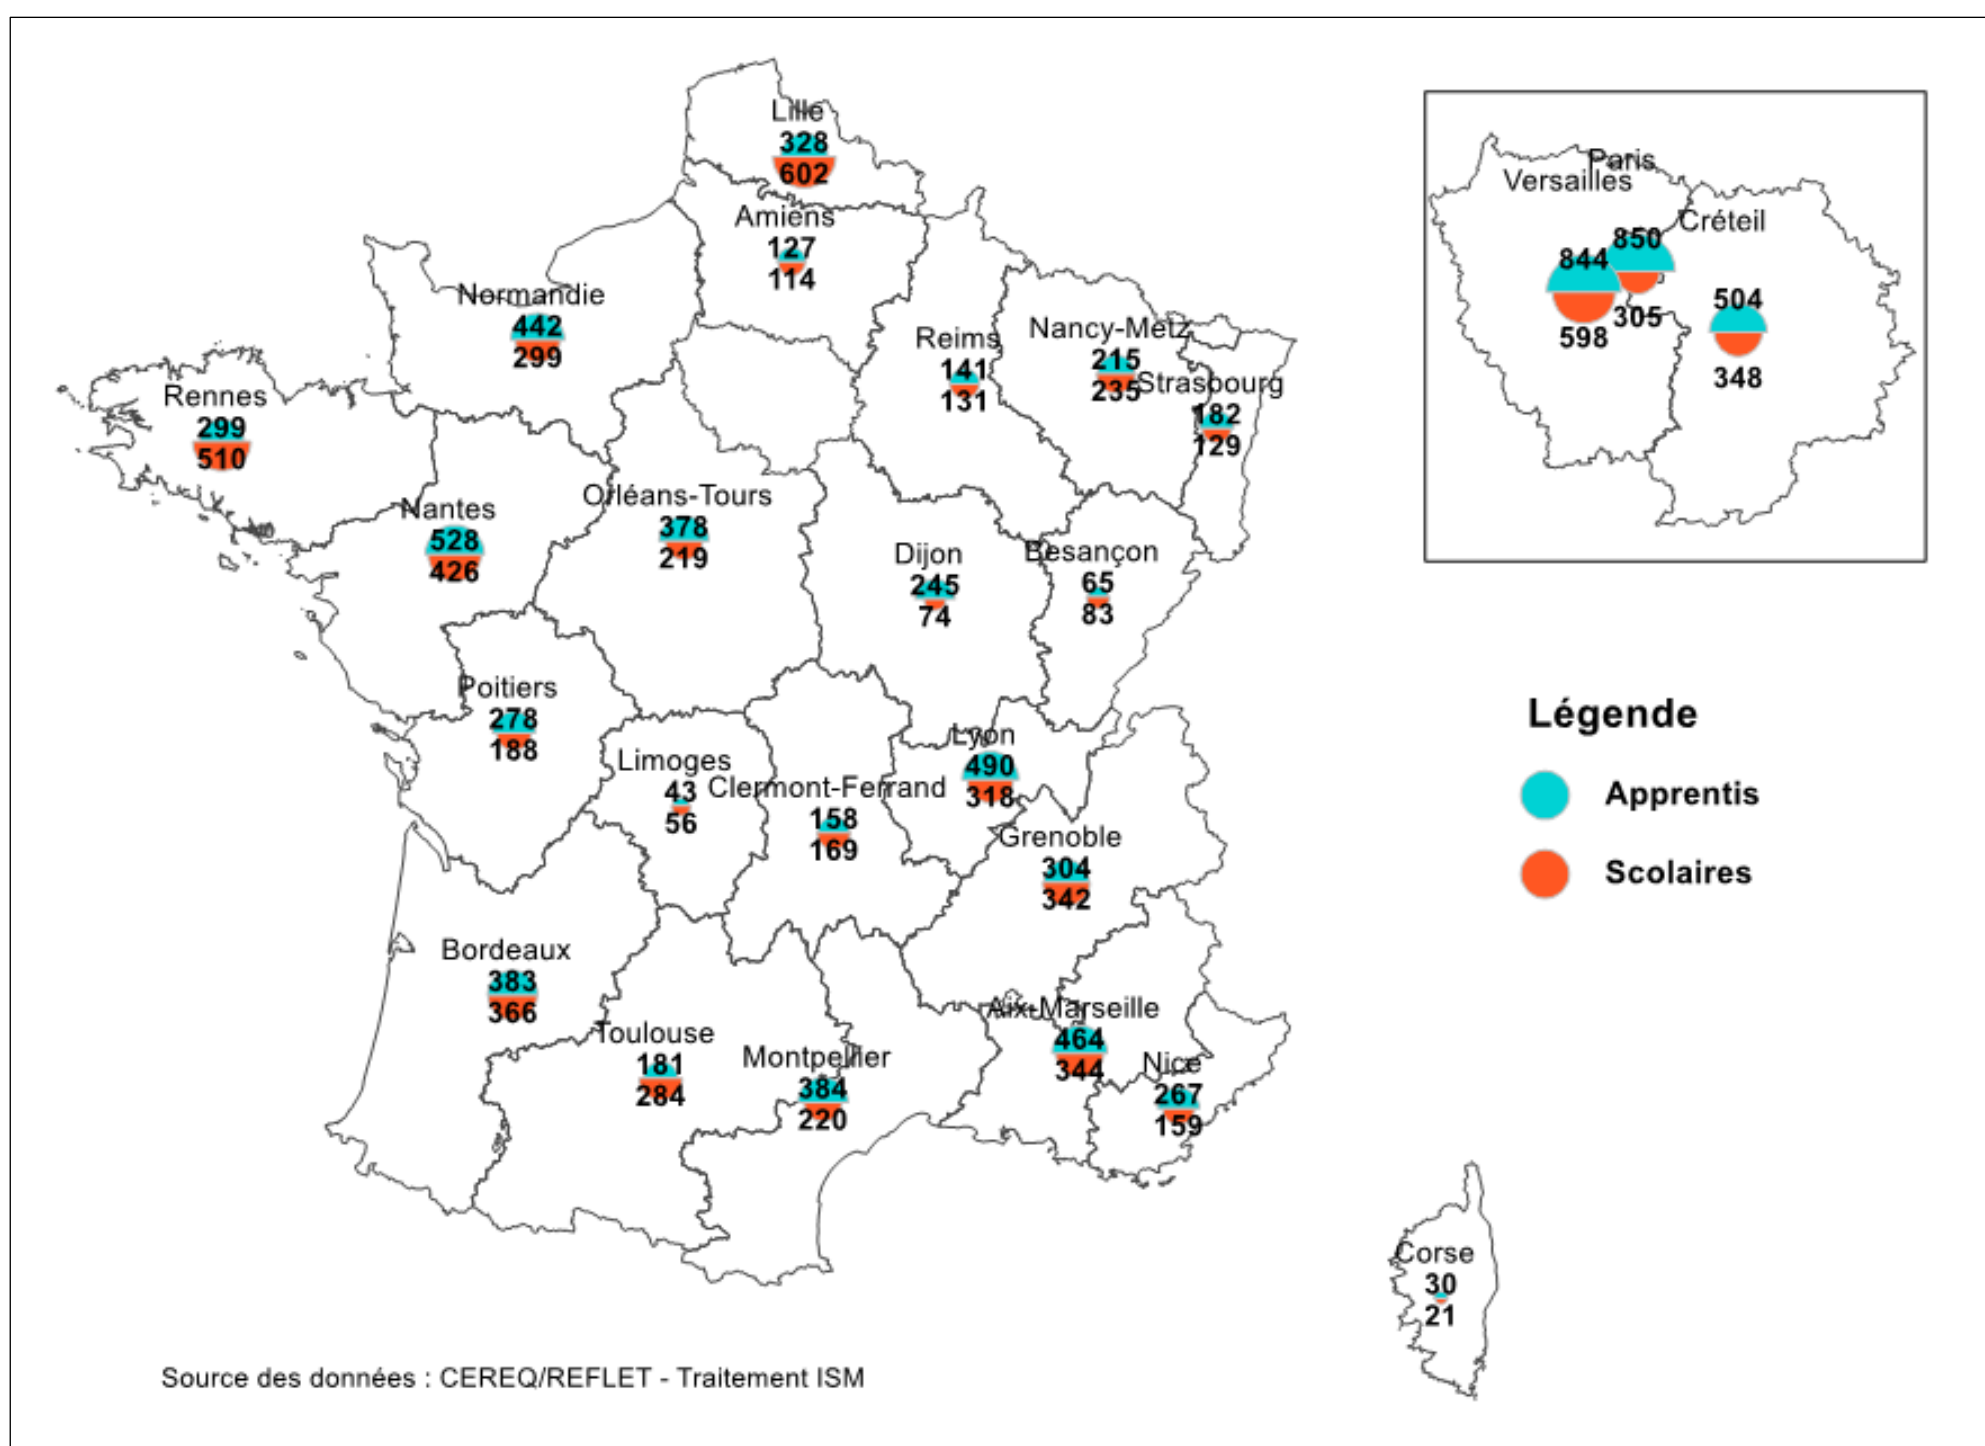 Lille
328
602
Amiens
127
114
Normandie
442
299
Rennes
299
510
Reims
141
131
Nancy-Metz
215
235
Strasbourg
182
129
Nantes
528
426
Orléans-Tours
378
219
Dijon
245
74
Besançon
65
83
Poitiers
278
188
Limoges
43
56
Clermont-Ferrand
158
169
Lyon
490
318
Grenoble
304
342
Bordeaux
383
366
Toulouse
181
284
Montpellier
384
220
Aix-Marseille
464
344
Nice
267
159
Corse
30
21
Paris
850
305
Versailles
844
598
Créteil
504
348
Légende
Apprentis
Scolaires
Source des données : CEREQ/REFLET - Traitement ISM